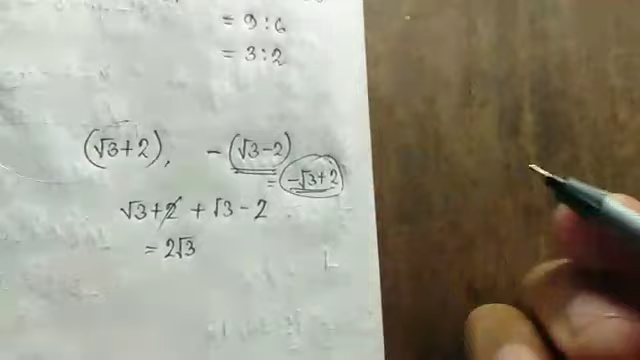 = 9 : 6
= 3 : 2
(√3+2), -(√3-2)
= -√3+2
√3+2 + √3-2
= 2√3